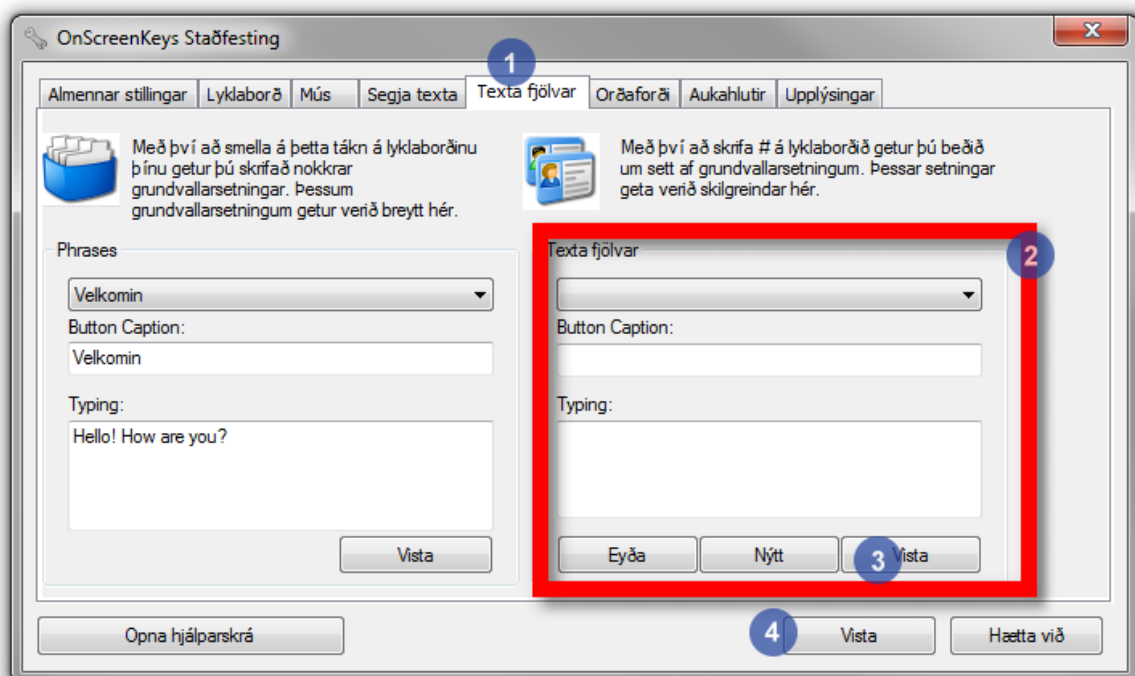 OnScreenKeys Staðfesting
x
1
Almennar stillingar
Lyklaborð
Mús
Segja texta
Texta fjölvar
Orðaforði
Aukahlutir
Upplýsingar
Með því að smella á þetta tákn á lyklaborðinu
þínu getur þú skrifað nokkrar
grundvallarsetningar. Þessum
grundvallarsetningum getur verið breytt hér.
Með því að skrifa # á lyklaborðið getur þú beðið
um sett af grundvallarsetningum. Þessar setningar
geta verið skilgreindar hér.
Phrases
Velkomin
Button Caption:
Velkomin
Typing:
Hello! How are you?
Vista
Texta fjölvar
2
Button Caption:
Typing:
Eyða
Nýtt
3
Vista
Opna hjálparskrá
4
Vista
Hætta við